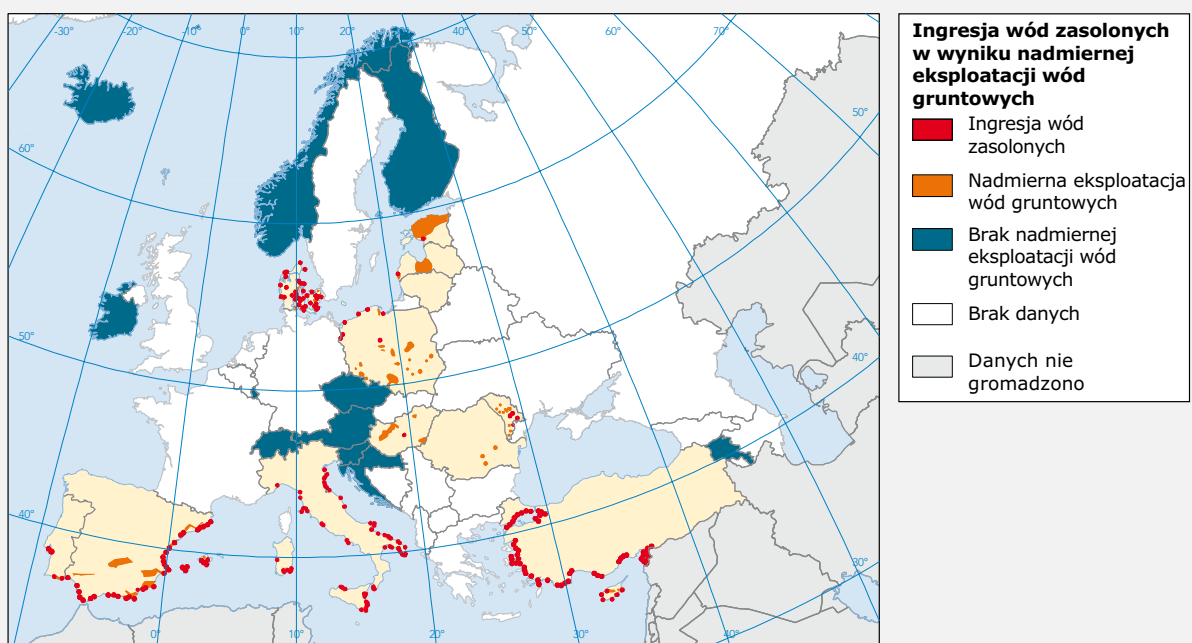 -30°
-20°
-10°
0°
10°
20°
30°
40°
50°
60°
70°
60°
50°
40°
50°
40°
30°
0°
10°
20°
30°
40°
Ingresja wód zasolonych
w wyniku nadmiernej
eksploatacji wód
gruntowych
Ingresja wód
zasolonych
Nadmierna eksploatacja
wód gruntowych
Brak nadmiernej
eksploatacji wód
gruntowych
Brak danych
Danych nie
gromadzono